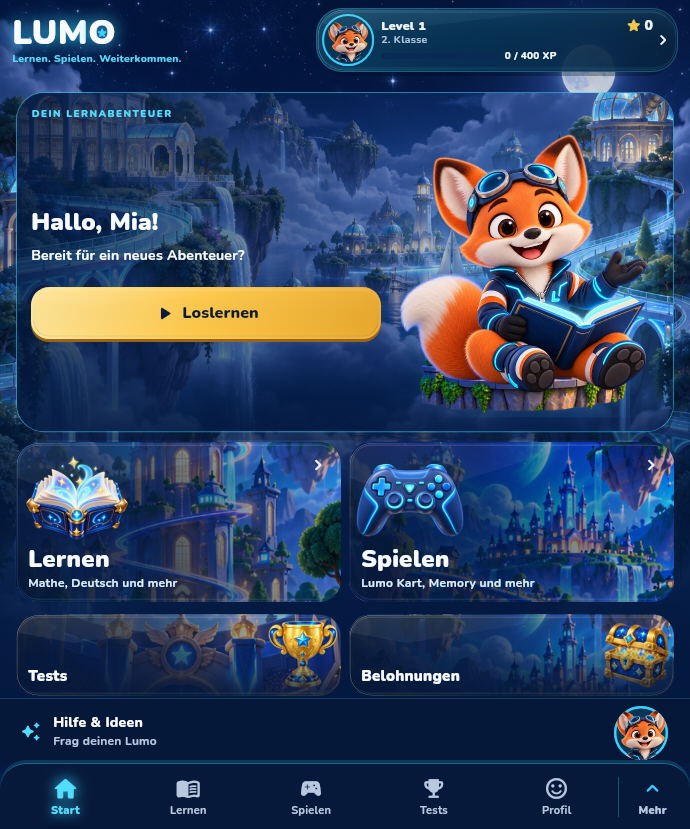 LUMO
Lernen. Spielen. Weiterkommen.
Level 1
2. Klasse
0
0 / 400 XP
DEIN LERNABENTEUER
Hallo, Mia!
Bereit für ein neues Abenteuer?
Loslernen
Lernen
Mathe, Deutsch und mehr
Spielen
Lumo Kart, Memory und mehr
Tests
Belohnungen
Hilfe & Ideen
Frag deinen Lumo
Start
Lernen
Spielen
Tests
Profil
Mehr